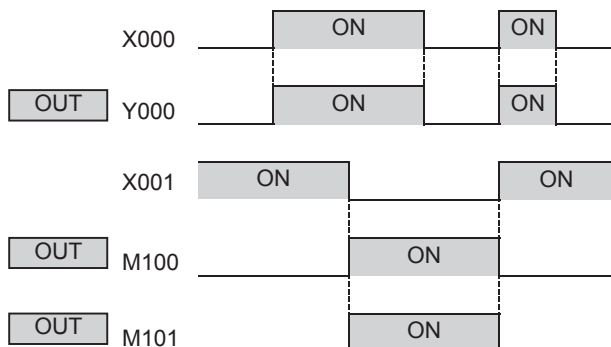 X000 ON ON
OUT Y000 ON ON
X001 ON ON
OUT M100 ON
OUT M101 ON